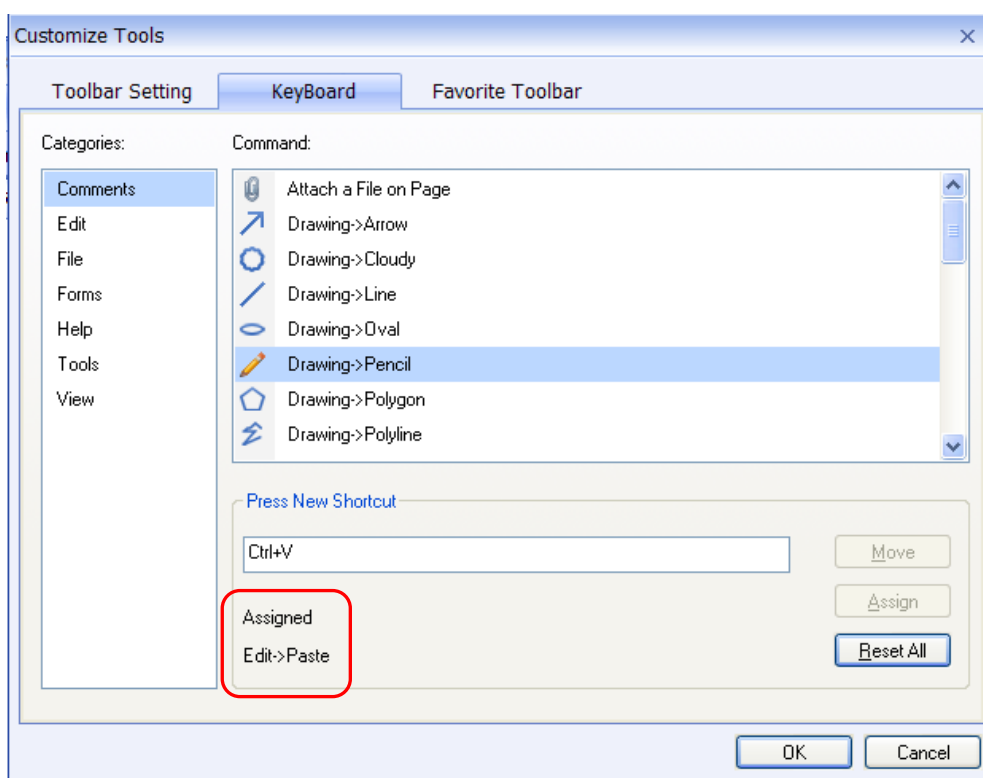 Customize Tools
Toolbar Setting KeyBoard Favorite Toolbar
Categories: Command:
Comments
Edit
File
Forms
Help
Tools
View
Attach a File on Page
Drawing->Arrow
Drawing->Cloudy
Drawing->Line
Drawing->Oval
Drawing->Pencil
Drawing->Polygon
Drawing->Polyline
Press New Shortcut
Ctrl+V
Move
Assigned
Edit->Paste
Assign
Reset All
OK Cancel